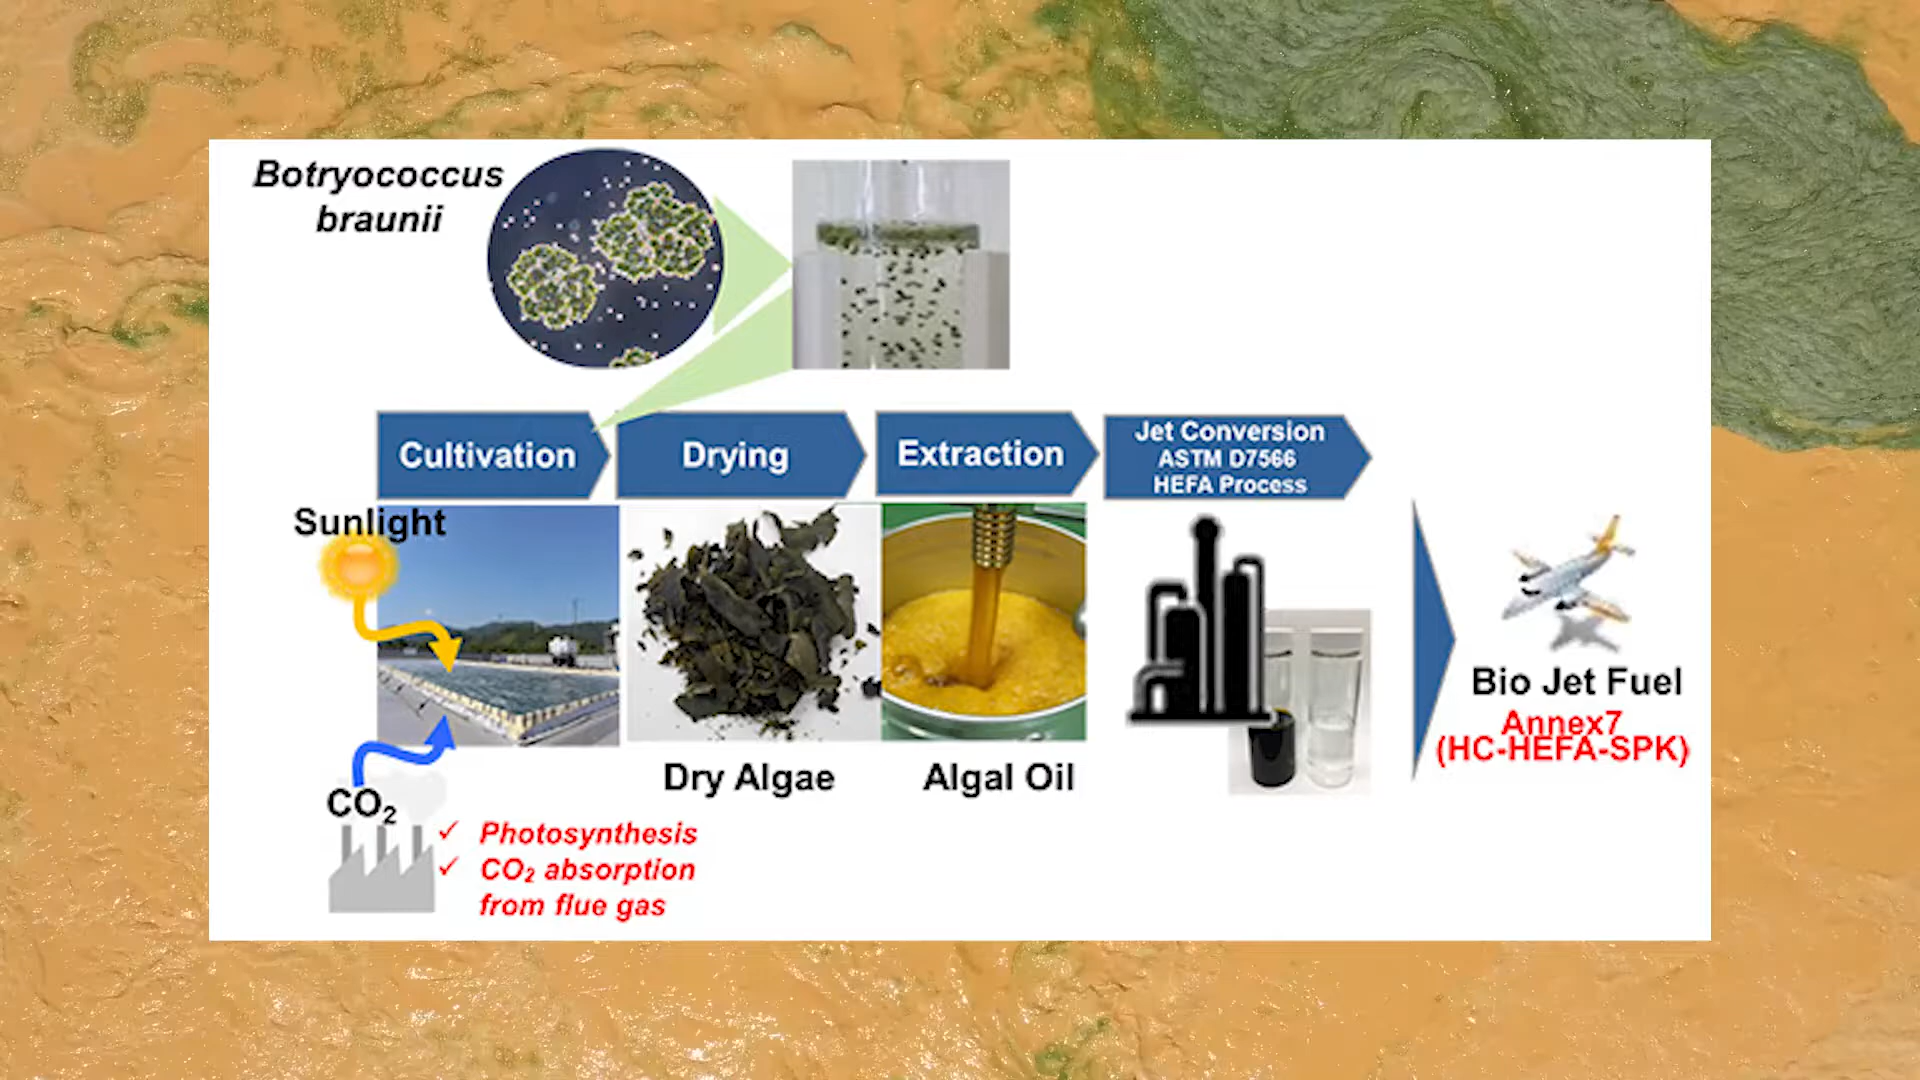 Botryococcus
braunii
Cultivation
Drying
Extraction
Jet Conversion
ASTM D7566
HEFA Process
Sunlight
CO₂
Photosynthesis
CO₂ absorption
from flue gas
Dry Algae
Algal Oil
Bio Jet Fuel
Annex7
(HC-HEFA-SPK)